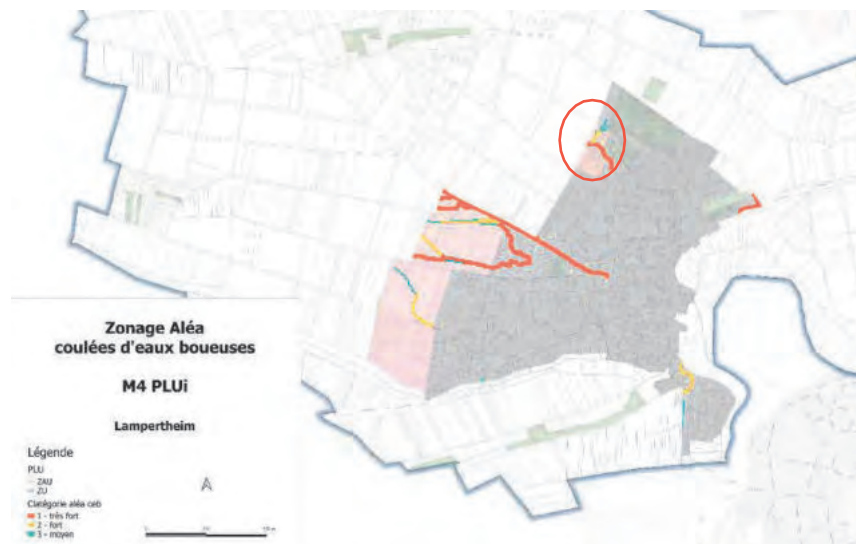 Zonage Aléa
coulées d'eaux boueuses
M4 PLUi
Lampertheim
Légende
PLU
ZAU
ZU
Catégorie aléa ceb
1 - très fort
2 - fort
3 - moyen